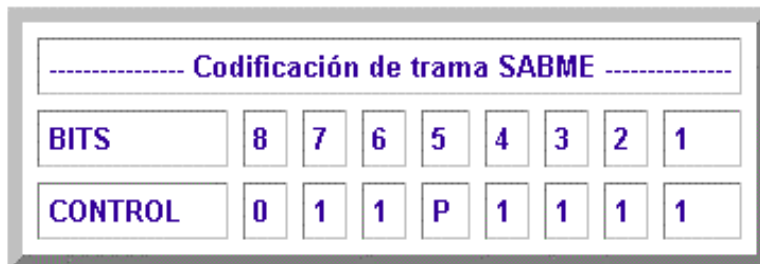 ---------------- Codificación de trama SABME ---------------
BITS 8 7 6 5 4 3 2 1
CONTROL 0 1 1 P 1 1 1 1